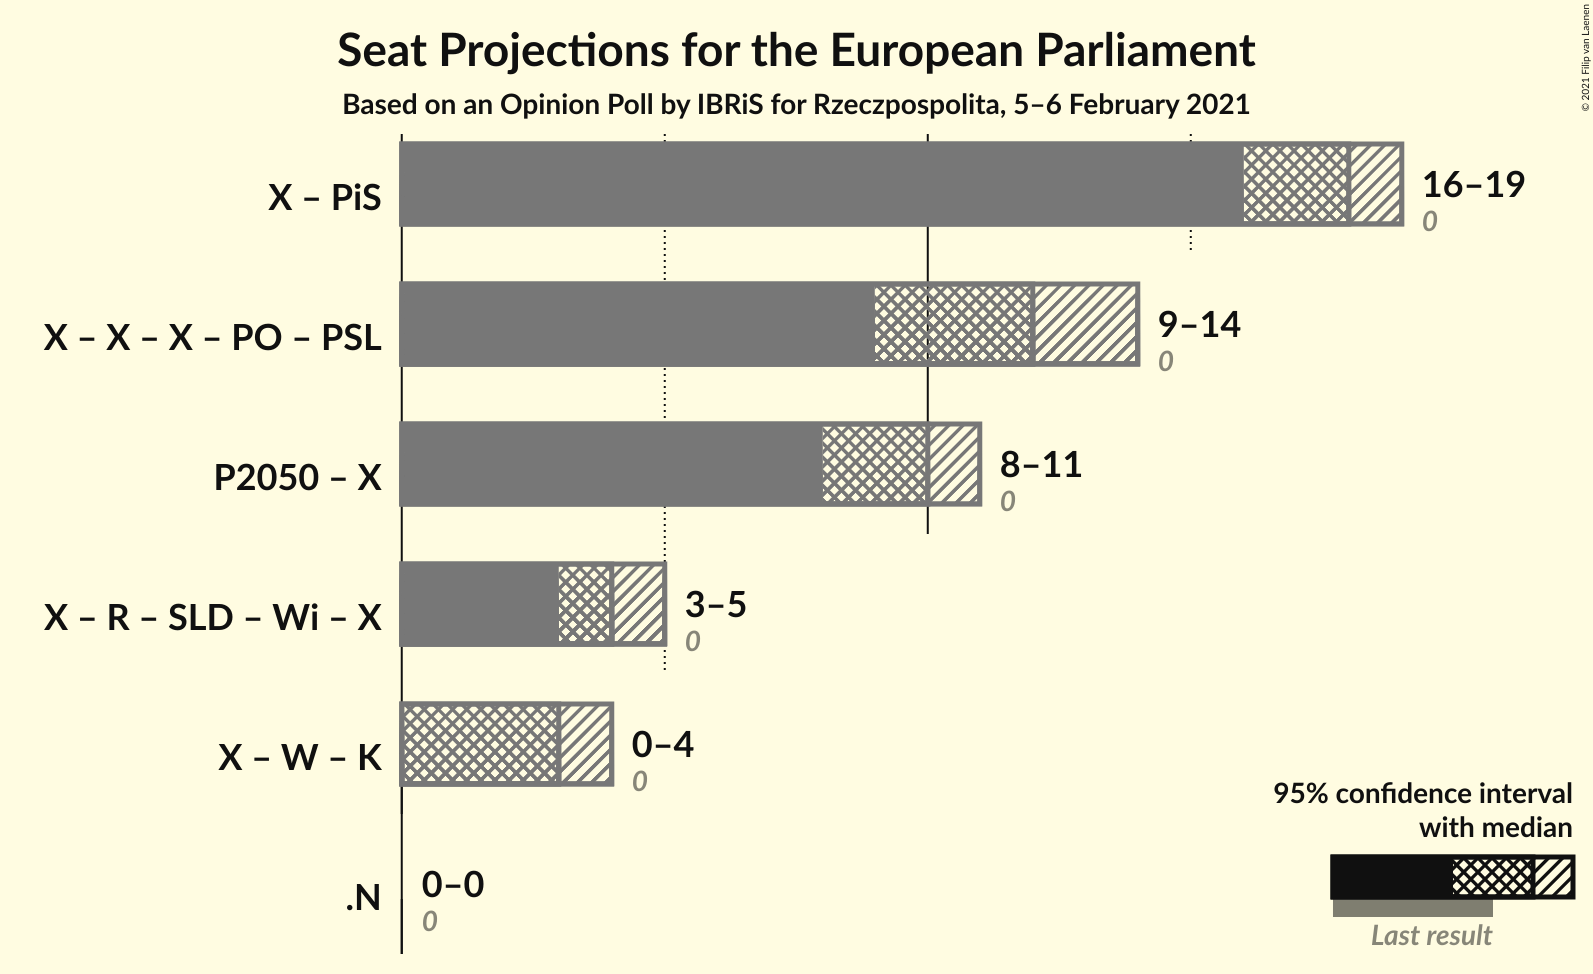 Seat Projections for the European Parliament
Based on an Opinion Poll by IBRiS for Rzeczpospolita, 5–6 February 2021
© 2021 Filip van Laenen
X – PiS
16–19
0
X – X – X – PO – PSL
9–14
0
P2050 – X
8–11
0
X – R – SLD – Wi – X
3–5
0
X – W – K
0–4
0
.N
0–0
0
95% confidence interval
with median
Last result